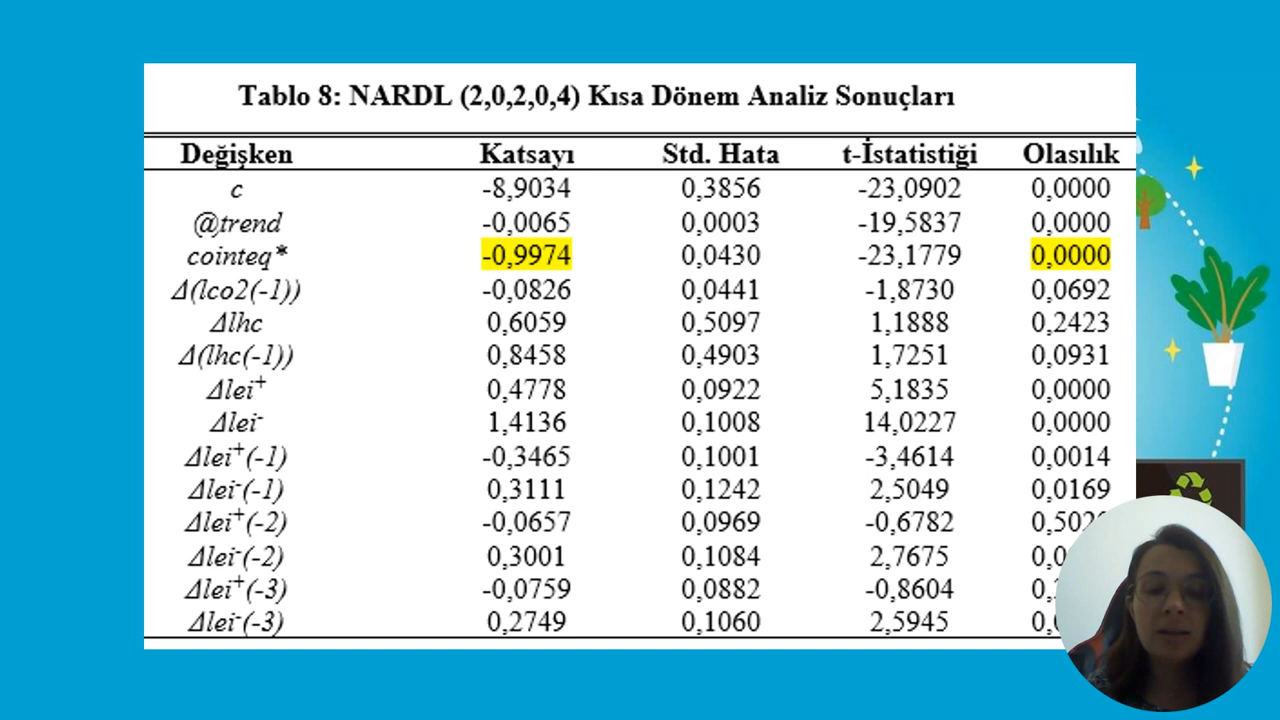 Tablo 8: NARDL (2,0,2,0,4) Kısa Dönem Analiz Sonuçları
Değişken Katsayı Std. Hata t-İstatistiği Olasılık
c -8,9034 0,3856 -23,0902 0,0000
@trend -0,0065 0,0003 -19,5837 0,0000
cointeq* -0,9974 0,0430 -23,1779 0,0000
Δ(lco2(-1)) -0,0826 0,0441 -1,8730 0,0692
Δlhc 0,6059 0,5097 1,1888 0,2423
Δ(lhc(-1)) 0,8458 0,4903 1,7251 0,0931
Δlei⁺ 0,4778 0,0922 5,1835 0,0000
Δlei⁻ 1,4136 0,1008 14,0227 0,0000
Δlei⁺(-1) -0,3465 0,1001 -3,4614 0,0014
Δlei⁻(-1) 0,3111 0,1242 2,5049 0,0169
Δlei⁺(-2) -0,0657 0,0969 -0,6782
Δlei⁻(-2) 0,3001 0,1084 2,7675
Δlei⁺(-3) -0,0759 0,0882 -0,8604
Δlei⁻(-3) 0,2749 0,1060 2,5945